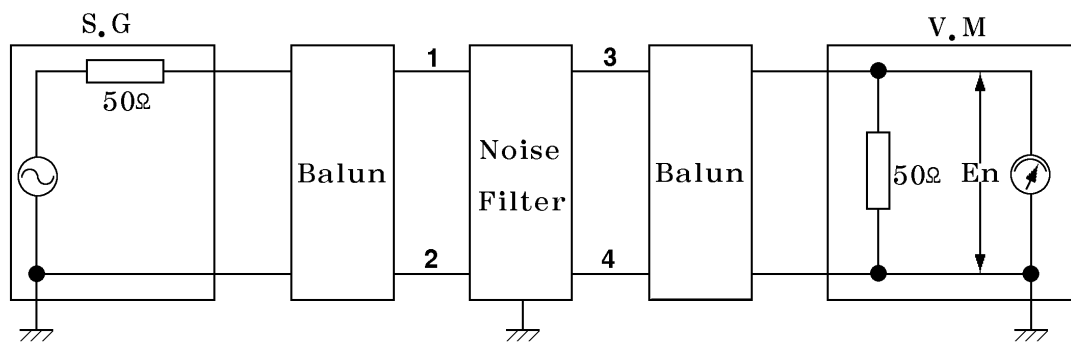 S.G
V.M
1
3
50Ω
Balun
Noise
Filter
Balun
50Ω
En
2
4